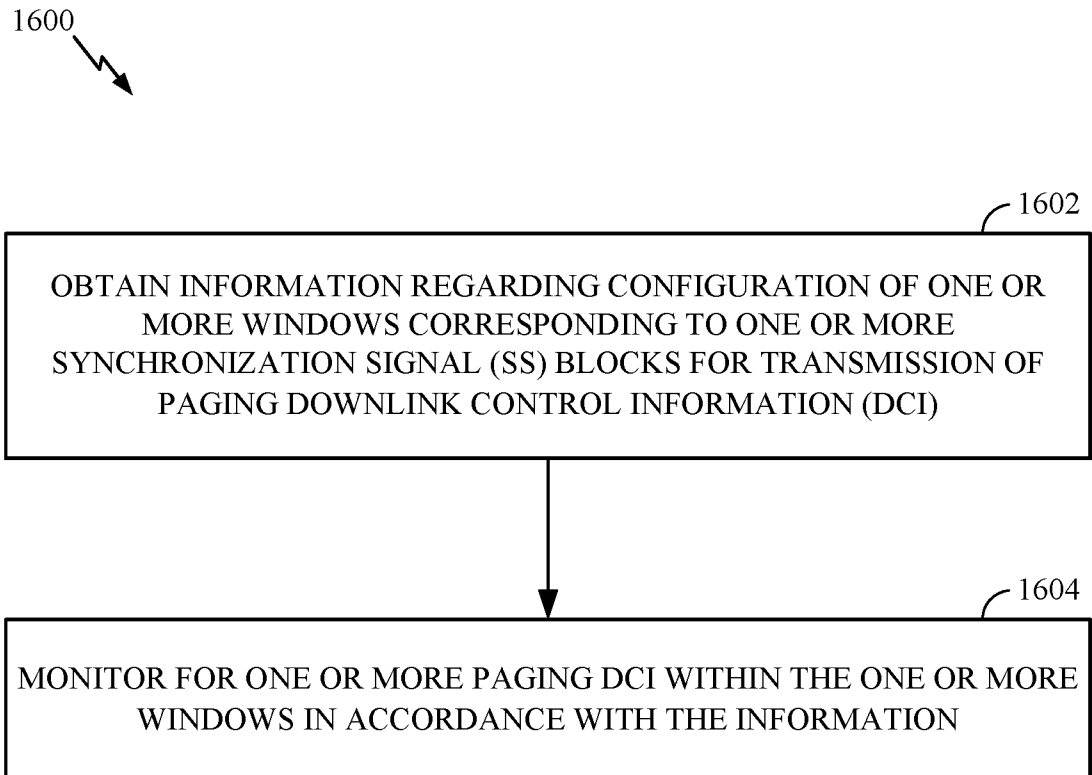 1600
1602
OBTAIN INFORMATION REGARDING CONFIGURATION OF ONE OR
MORE WINDOWS CORRESPONDING TO ONE OR MORE
SYNCHRONIZATION SIGNAL (SS) BLOCKS FOR TRANSMISSION OF
PAGING DOWNLINK CONTROL INFORMATION (DCI)
1604
MONITOR FOR ONE OR MORE PAGING DCI WITHIN THE ONE OR MORE
WINDOWS IN ACCORDANCE WITH THE INFORMATION